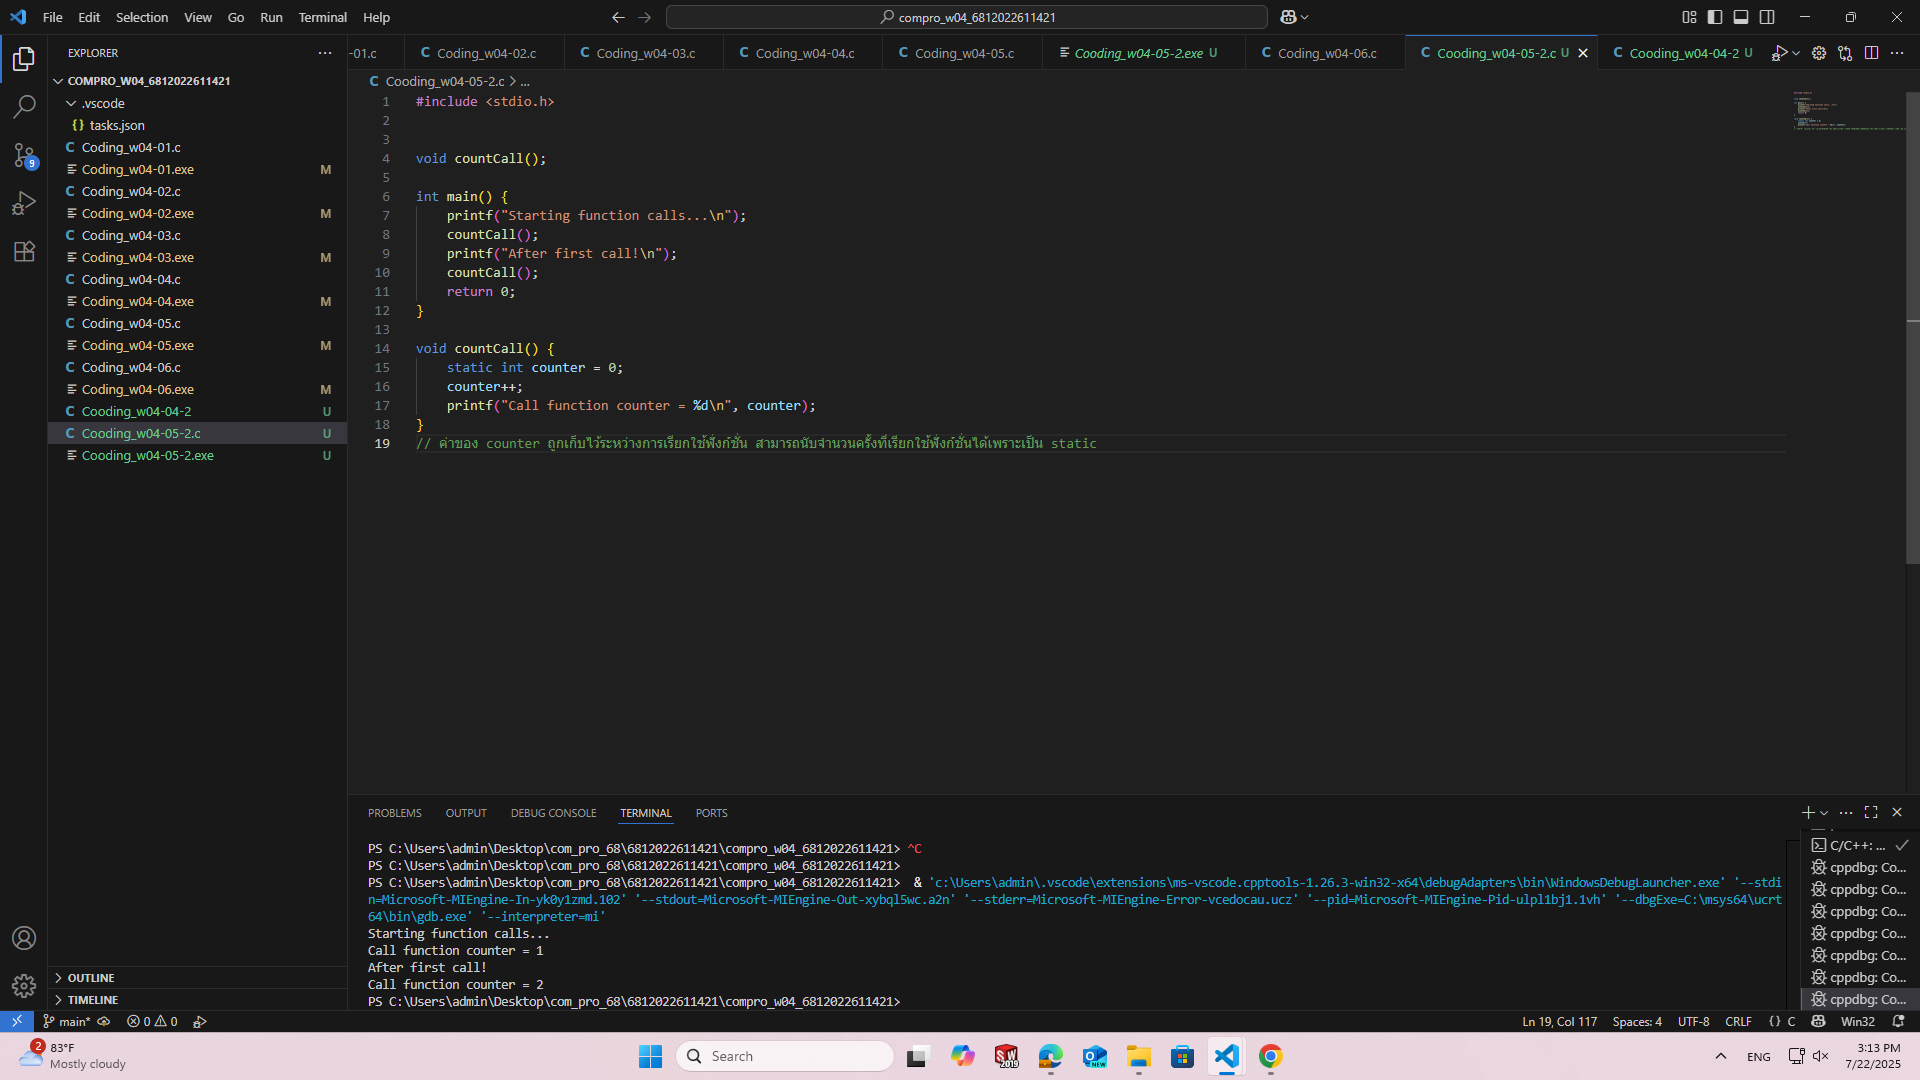 File Edit Selection View Go Run Terminal Help
compro_w04_6812022611421
EXPLORER
COMPRO_W04_6812022611421
.vscode
tasks.json
Coding_w04-01.c
Coding_w04-01.exe M
Coding_w04-02.c
Coding_w04-02.exe M
Coding_w04-03.c
Coding_w04-03.exe M
Coding_w04-04.c
Coding_w04-04.exe M
Coding_w04-05.c
Coding_w04-05.exe M
Coding_w04-06.c
Coding_w04-06.exe M
Cooding_w04-04-2 U
Cooding_w04-05-2.c U
Cooding_w04-05-2.exe U
OUTLINE
TIMELINE
9
-01.c Coding_w04-02.c Coding_w04-03.c Coding_w04-04.c Coding_w04-05.c Cooding_w04-05-2.exe U Coding_w04-06.c Cooding_w04-05-2.c U Cooding_w04-04-2 U
Cooding_w04-05-2.c > ...
1 #include <stdio.h>
2
3
4 void countCall();
5
6 int main() {
7 printf("Starting function calls...\n");
8 countCall();
9 printf("After first call!\n");
10 countCall();
11 return 0;
12 }
13
14 void countCall() {
15 static int counter = 0;
16 counter++;
17 printf("Call function counter = %d\n", counter);
18 }
19 // ค่าของ counter ถูกเก็บไว้ระหว่างการเรียกใช้ฟังก์ชั่น สามารถนับจำนวนครั้งที่เรียกใช้ฟังก์ชั่นได้เพราะเป็น static
PROBLEMS OUTPUT DEBUG CONSOLE TERMINAL PORTS
PS C:\Users\admin\Desktop\com_pro_68\6812022611421\compro_w04_6812022611421> ^C
PS C:\Users\admin\Desktop\com_pro_68\6812022611421\compro_w04_6812022611421>
PS C:\Users\admin\Desktop\com_pro_68\6812022611421\compro_w04_6812022611421> & 'c:\Users\admin\.vscode\extensions\ms-vscode.cpptools-1.26.3-win32-x64\debugAdapters\bin\WindowsDebugLauncher.exe' '--stdi
n=Microsoft-MIEngine-In-yk0y1zmd.102' '--stdout=Microsoft-MIEngine-Out-xybql5wc.a2n' '--stderr=Microsoft-MIEngine-Error-vcedocau.ucz' '--pid=Microsoft-MIEngine-Pid-ulpl1bj1.1vh' '--dbgExe=C:\msys64\ucrt
64\bin\gdb.exe' '--interpreter=mi'
Starting function calls...
Call function counter = 1
After first call!
Call function counter = 2
PS C:\Users\admin\Desktop\com_pro_68\6812022611421\compro_w04_6812022611421>
C/C++: ...
cppdbg: Co...
cppdbg: Co...
cppdbg: Co...
cppdbg: Co...
cppdbg: Co...
cppdbg: Co...
cppdbg: Co...
main* 0 0 Ln 19, Col 117 Spaces: 4 UTF-8 CRLF {} C Win32
2
83°F
Mostly cloudy
Search
SW
2019
NEW
ENG
3:13 PM
7/22/2025